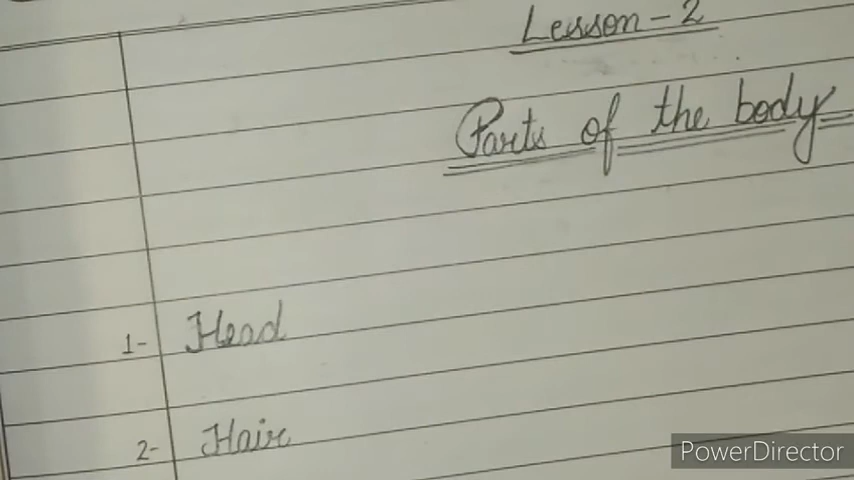 Lesson - 2
Parts of the body
1- Head
2- Hair
PowerDirector